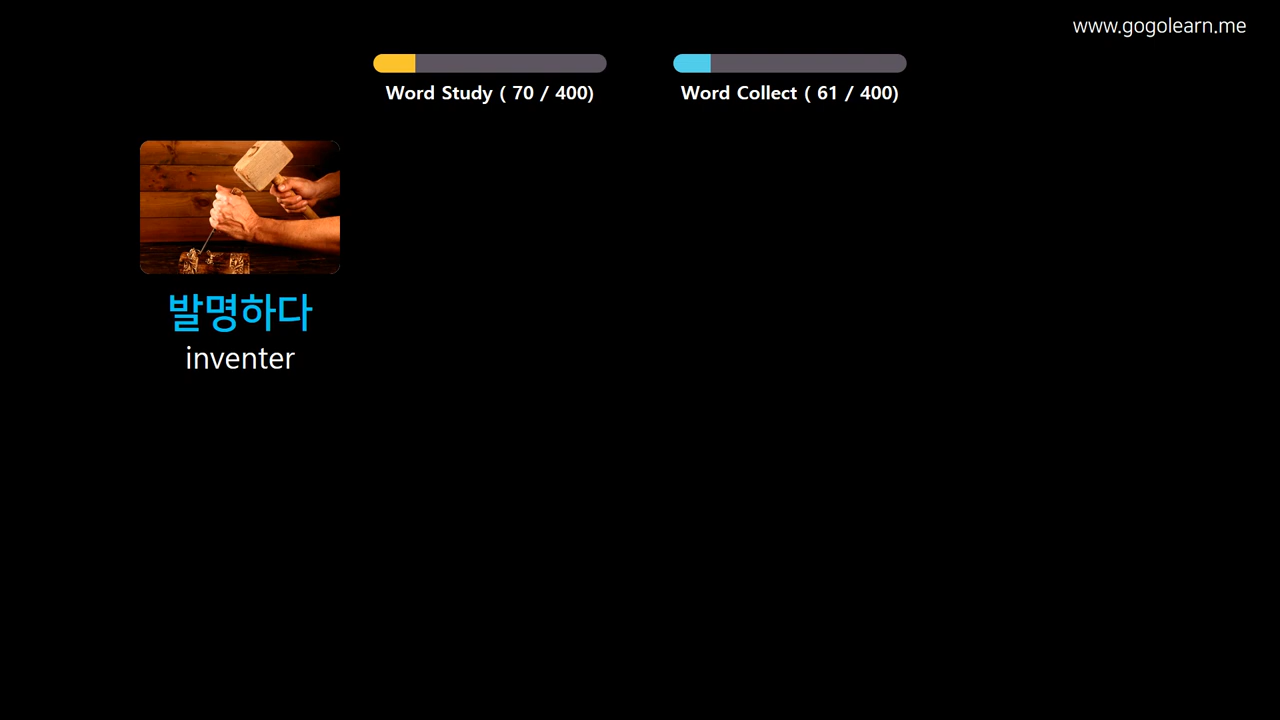 www.gogolearn.me
Word Study ( 70 / 400)
Word Collect ( 61 / 400)
발명하다
inventer